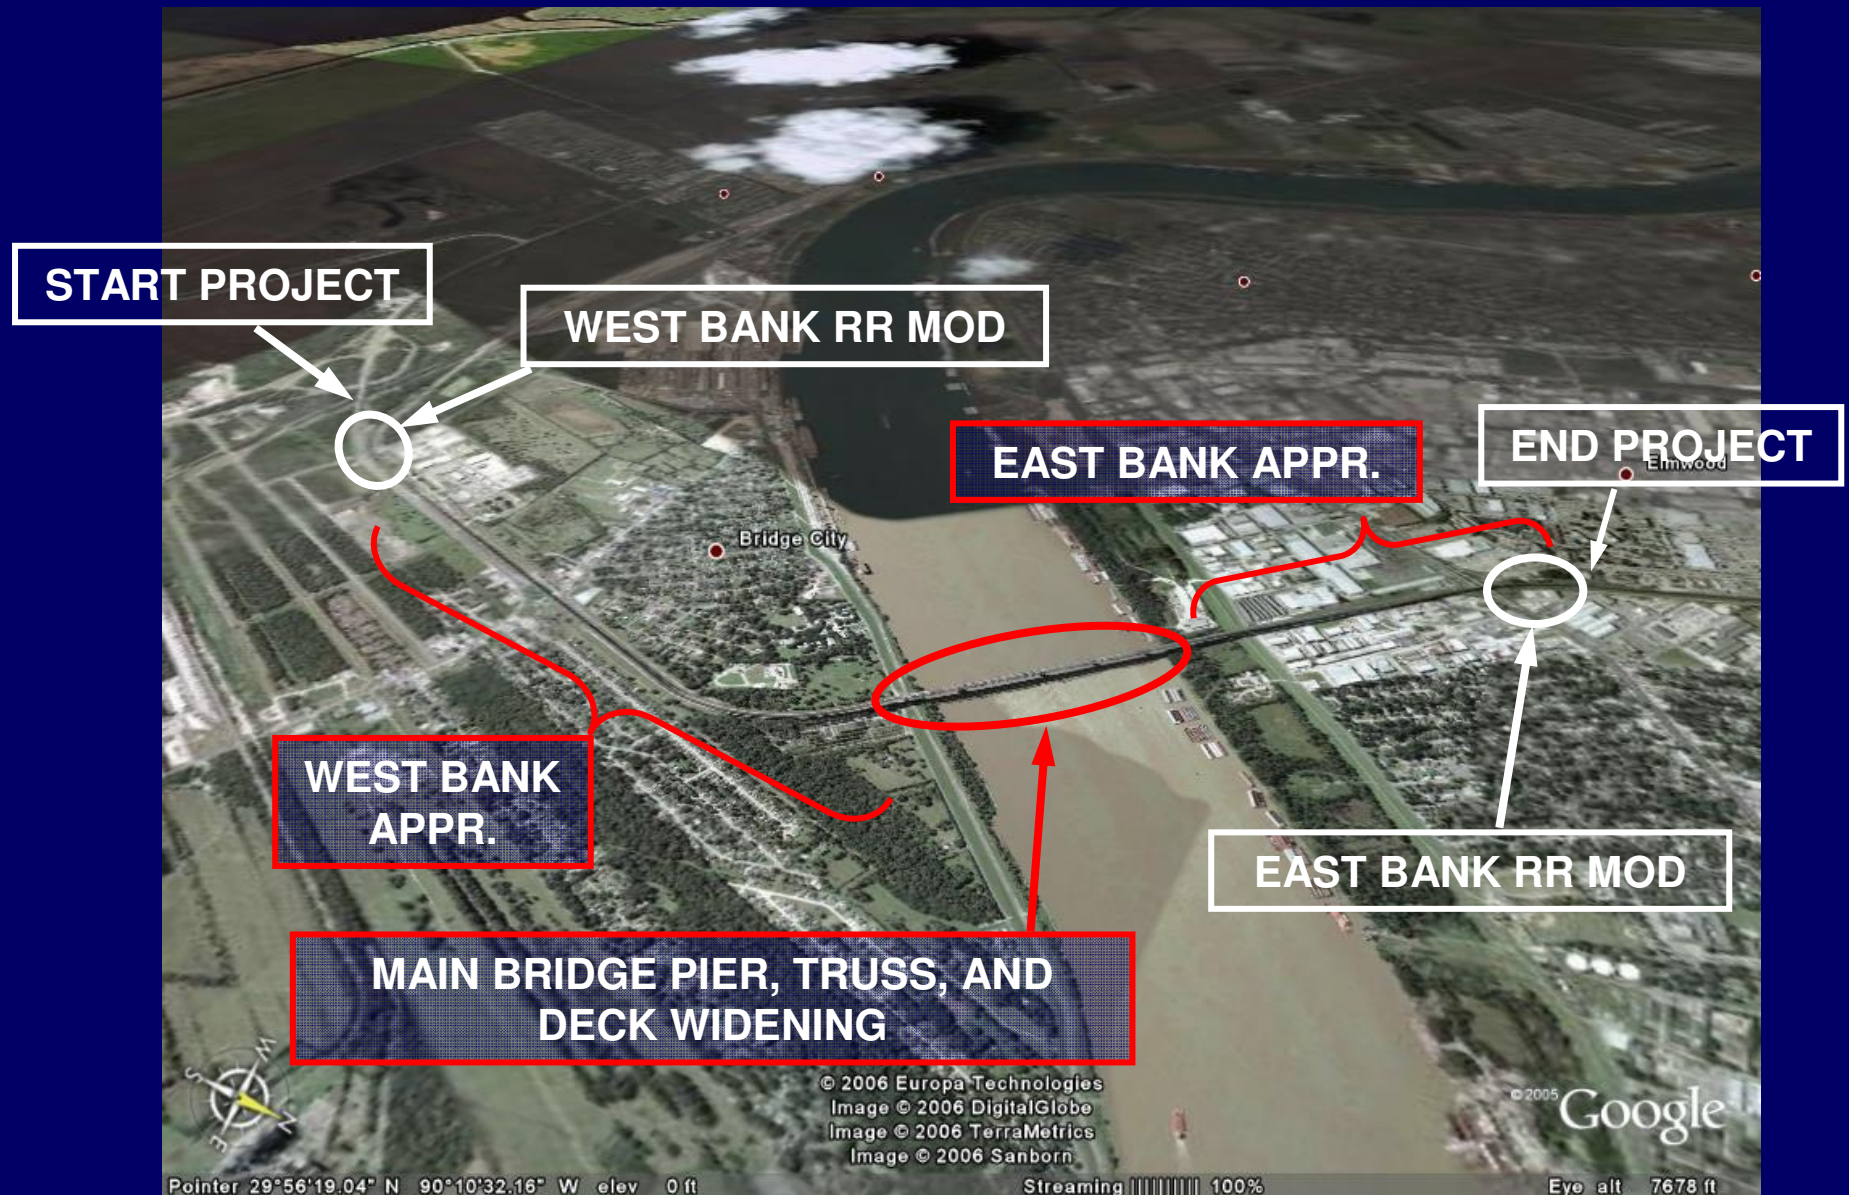 START PROJECT
WEST BANK RR MOD
EAST BANK APPR.
END PROJECT
Elmwood
Bridge City
WEST BANK
APPR.
EAST BANK RR MOD
MAIN BRIDGE PIER, TRUSS, AND
DECK WIDENING
W
S
N
E
© 2006 Europa Technologies
Image © 2006 DigitalGlobe
Image © 2006 TerraMetrics
Image © 2006 Sanborn
©2005 Google
Pointer 29°56'19.04" N 90°10'32.16" W elev 0 ft
Streaming |||||||||| 100%
Eye alt 7678 ft